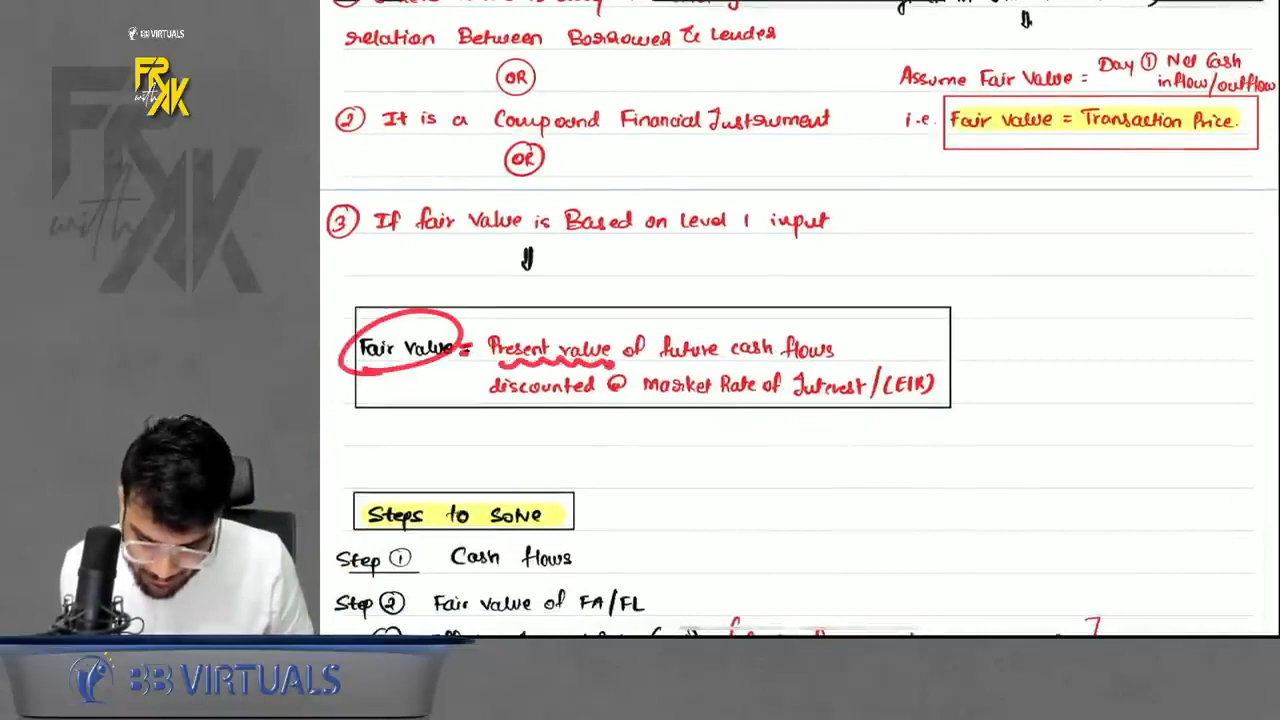 BB VIRTUALS
FR
with
AK
relation Between Borrower & Lender
OR
② It is a Compound Financial Instrument
OR
Assume Fair Value = Day ① Net Cash
inflow/outflow
i.e. Fair Value = Transaction Price.
③ If fair value is Based on Level 1 input
Fair Value = Present value of future cash flows
discounted @ Market Rate of Interest/(EIR)
Steps to Solve
Step ① Cash flows
Step ② Fair value of FA/FL
BB VIRTUALS